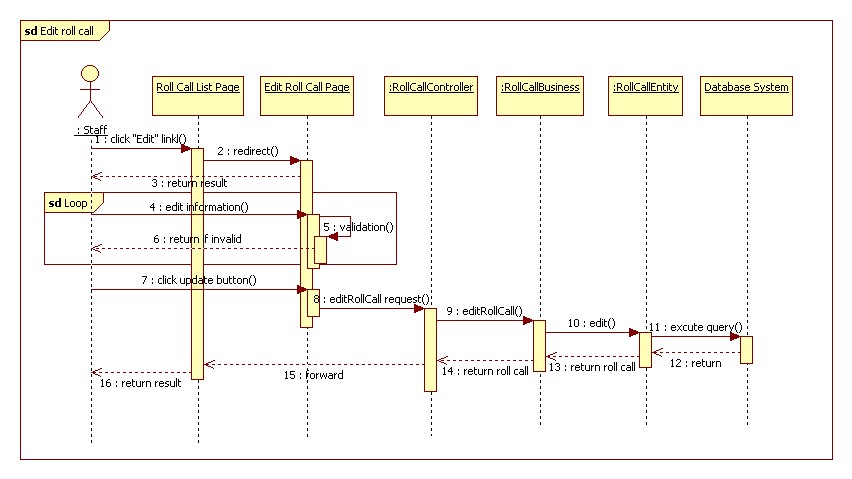 sd Edit roll call
Roll Call List Page
Edit Roll Call Page
:RollCallController
:RollCallBusiness
:RollCallEntity
Database System
: Staff
1 : click "Edit" linkl()
2 : redirect()
3 : return result
sd Loop
4 : edit information()
5 : validation()
6 : return if invalid
7 : click update button()
8 : editRollCall request()
9 : editRollCall()
10 : edit()
11 : excute query()
12 : return
13 : return roll call
14 : return roll call
15 : forward
16 : return result